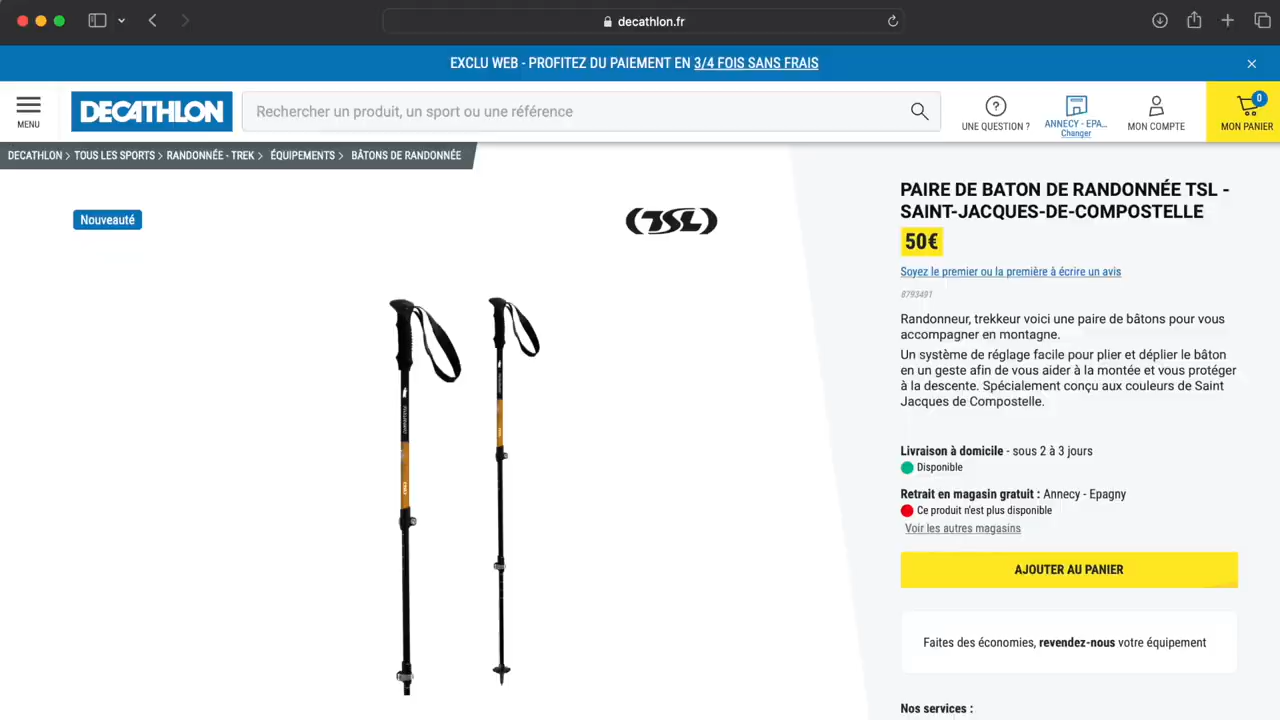 decathlon.fr
EXCLU WEB - PROFITEZ DU PAIEMENT EN 3/4 FOIS SANS FRAIS
MENU
DECATHLON
Rechercher un produit, un sport ou une référence
UNE QUESTION ?
ANNECY - EPA...
Changer
MON COMPTE
0
MON PANIER
DECATHLON > TOUS LES SPORTS > RANDONNÉE - TREK > ÉQUIPEMENTS > BÂTONS DE RANDONNÉE
Nouveauté
TSL
PAIRE DE BATON DE RANDONNÉE TSL -
SAINT-JACQUES-DE-COMPOSTELLE
50€
Soyez le premier ou la première à écrire un avis
8793491
Randonneur, trekkeur voici une paire de bâtons pour vous
accompagner en montagne.
Un système de réglage facile pour plier et déplier le bâton
en un geste afin de vous aider à la montée et vous protéger
à la descente. Spécialement conçu aux couleurs de Saint
Jacques de Compostelle.
Livraison à domicile - sous 2 à 3 jours
Disponible
Retrait en magasin gratuit : Annecy - Epagny
Ce produit n'est plus disponible
Voir les autres magasins
AJOUTER AU PANIER
Faites des économies, revendez-nous votre équipement
Nos services :